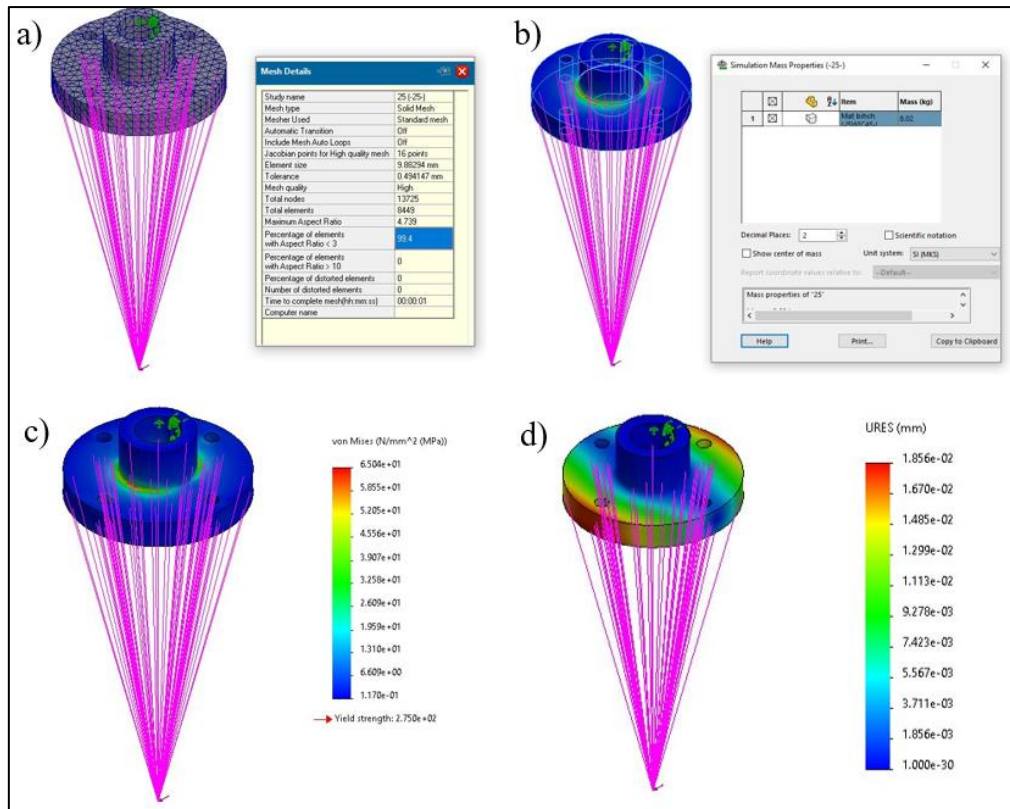 a)
Mesh Details
Study name 25 (-25-)
Mesh type Solid Mesh
Mesher Used Standard mesh
Automatic Transition Off
Include Mesh Auto Loops Off
Jacobian points for High quality mesh 16 points
Element size 9.88294 mm
Tolerance 0.494147 mm
Mesh quality High
Total nodes 13725
Total elements 8449
Maximum Aspect Ratio 4.739
Percentage of elements
with Aspect Ratio < 3 99.4
Percentage of elements
with Aspect Ratio > 10 0
Percentage of distorted elements 0
Number of distorted elements 0
Time to complete mesh(hh:mm:ss) 00:00:01
Computer name
b)
Simulation Mass Properties (-25-)
Item Mass (kg)
1 Mat bitich 6.02
Decimal Places: 2 Scientific notation
Show center of mass Unit system: SI (MKS)
Report coordinate values relative to: --Default--
Mass properties of "25"
Help Print... Copy to Clipboard
c)
von Mises (N/mm^2 (MPa))
6.504e+01
5.855e+01
5.205e+01
4.556e+01
3.907e+01
3.258e+01
2.609e+01
1.959e+01
1.310e+01
6.609e+00
1.170e-01
Yield strength: 2.750e+02
d)
URES (mm)
1.856e-02
1.670e-02
1.485e-02
1.299e-02
1.113e-02
9.278e-03
7.423e-03
5.567e-03
3.711e-03
1.856e-03
1.000e-30